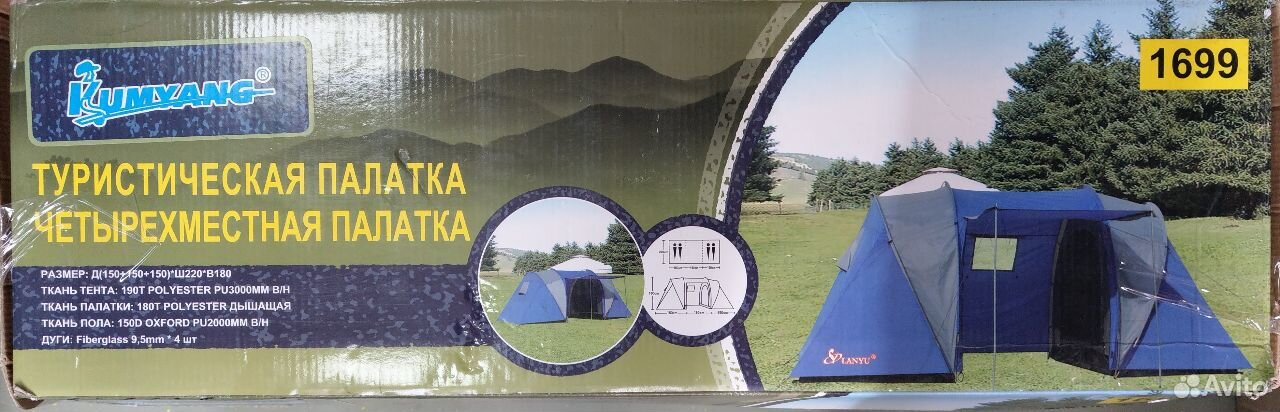 KUMYANG®
1699
ТУРИСТИЧЕСКАЯ ПАЛАТКА
ЧЕТЫРЕХМЕСТНАЯ ПАЛАТКА
РАЗМЕР: Д(150+150+150)*Ш220*В180
ТКАНЬ ТЕНТА: 190T POLYESTER PU3000MM В/Н
ТКАНЬ ПАЛАТКИ: 180T POLYESTER ДЫШАЩАЯ
ТКАНЬ ПОЛА: 150D OXFORD PU2000MM В/Н
ДУГИ: Fiberglass 9,5mm * 4 шт
LANYU®
Avito